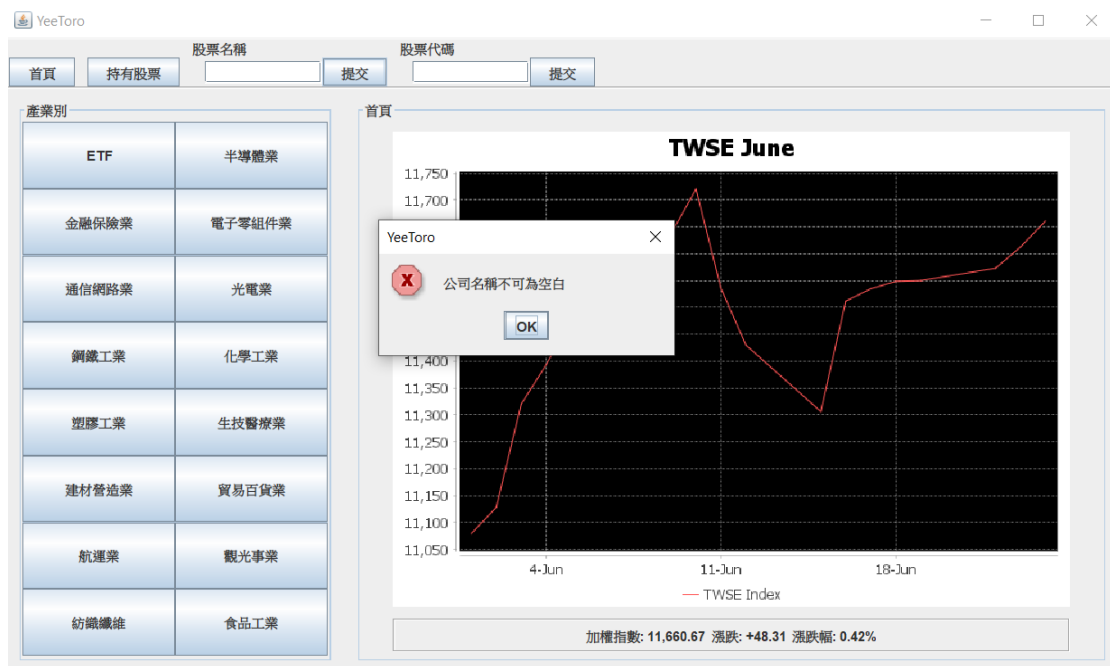 YeeToro
股票名稱 股票代碼
首頁 持有股票 提交 提交
產業別
ETF 半導體業
金融保險業 電子零組件業
通信網路業 光電業
鋼鐵工業 化學工業
塑膠工業 生技醫療業
建材營造業 貿易百貨業
航運業 觀光事業
紡織纖維 食品工業
首頁
TWSE June
11,750
11,700
YeeToro
公司名稱不可為空白
OK
11,400
11,350
11,300
11,250
11,200
11,150
11,100
11,050
4-Jun 11-Jun 18-Jun
TWSE Index
加權指數: 11,660.67 漲跌: +48.31 漲跌幅: 0.42%